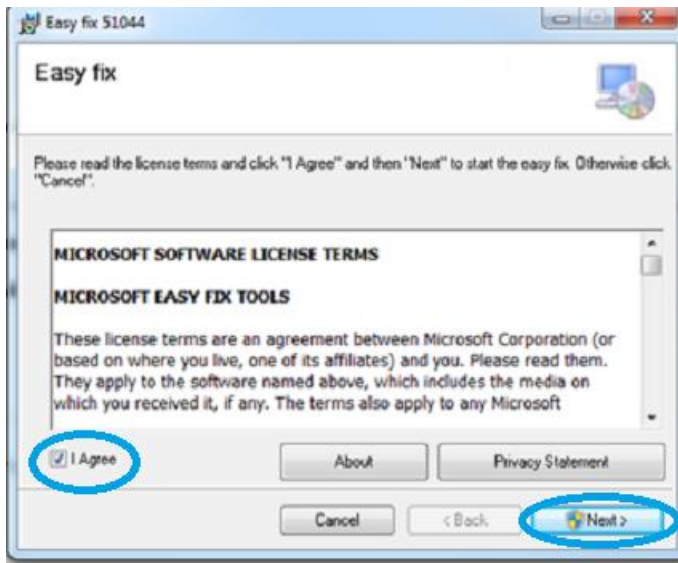 Easy fix 51044
Easy fix
Please read the license terms and click "I Agree" and then "Next" to start the easy fix. Otherwise click
"Cancel".
MICROSOFT SOFTWARE LICENSE TERMS
MICROSOFT EASY FIX TOOLS
These license terms are an agreement between Microsoft Corporation (or
based on where you live, one of its affiliates) and you. Please read them.
They apply to the software named above, which includes the media on
which you received it, if any. The terms also apply to any Microsoft
I Agree
About
Privacy Statement
Cancel
< Back
Next >